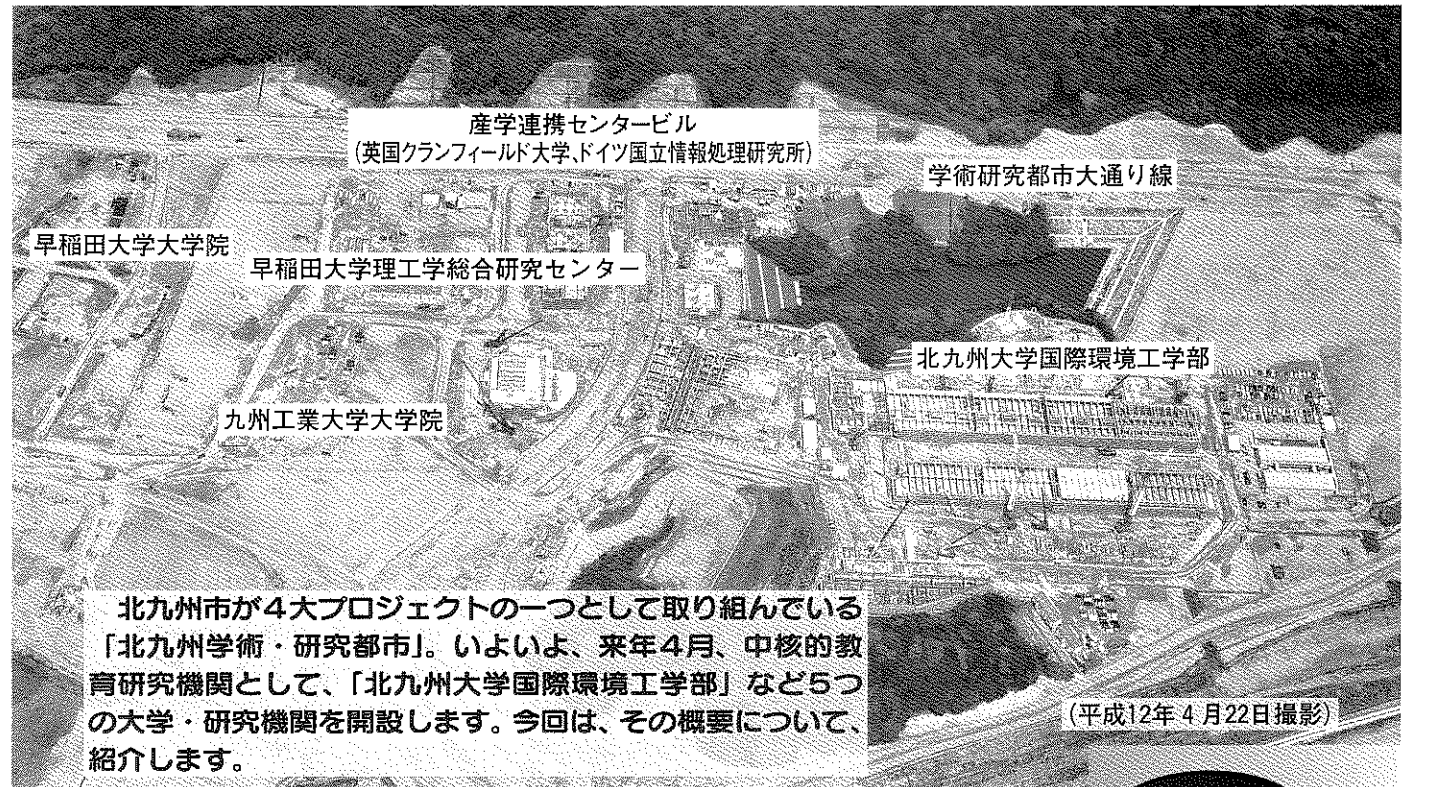 産学連携センタービル
(英国クランフィールド大学、ドイツ国立情報処理研究所)
学術研究都市大通り線
早稲田大学大学院
早稲田大学理工学総合研究センター
北九州大学国際環境工学部
九州工業大学大学院
北九州市が4大プロジェクトの一つとして取り組んでいる
「北九州学術・研究都市」。いよいよ、来年4月、中核的教
育研究機関として、「北九州大学国際環境工学部」など5つ
の大学・研究機関を開設します。今回は、その概要について、
紹介します。
(平成12年4月22日撮影)